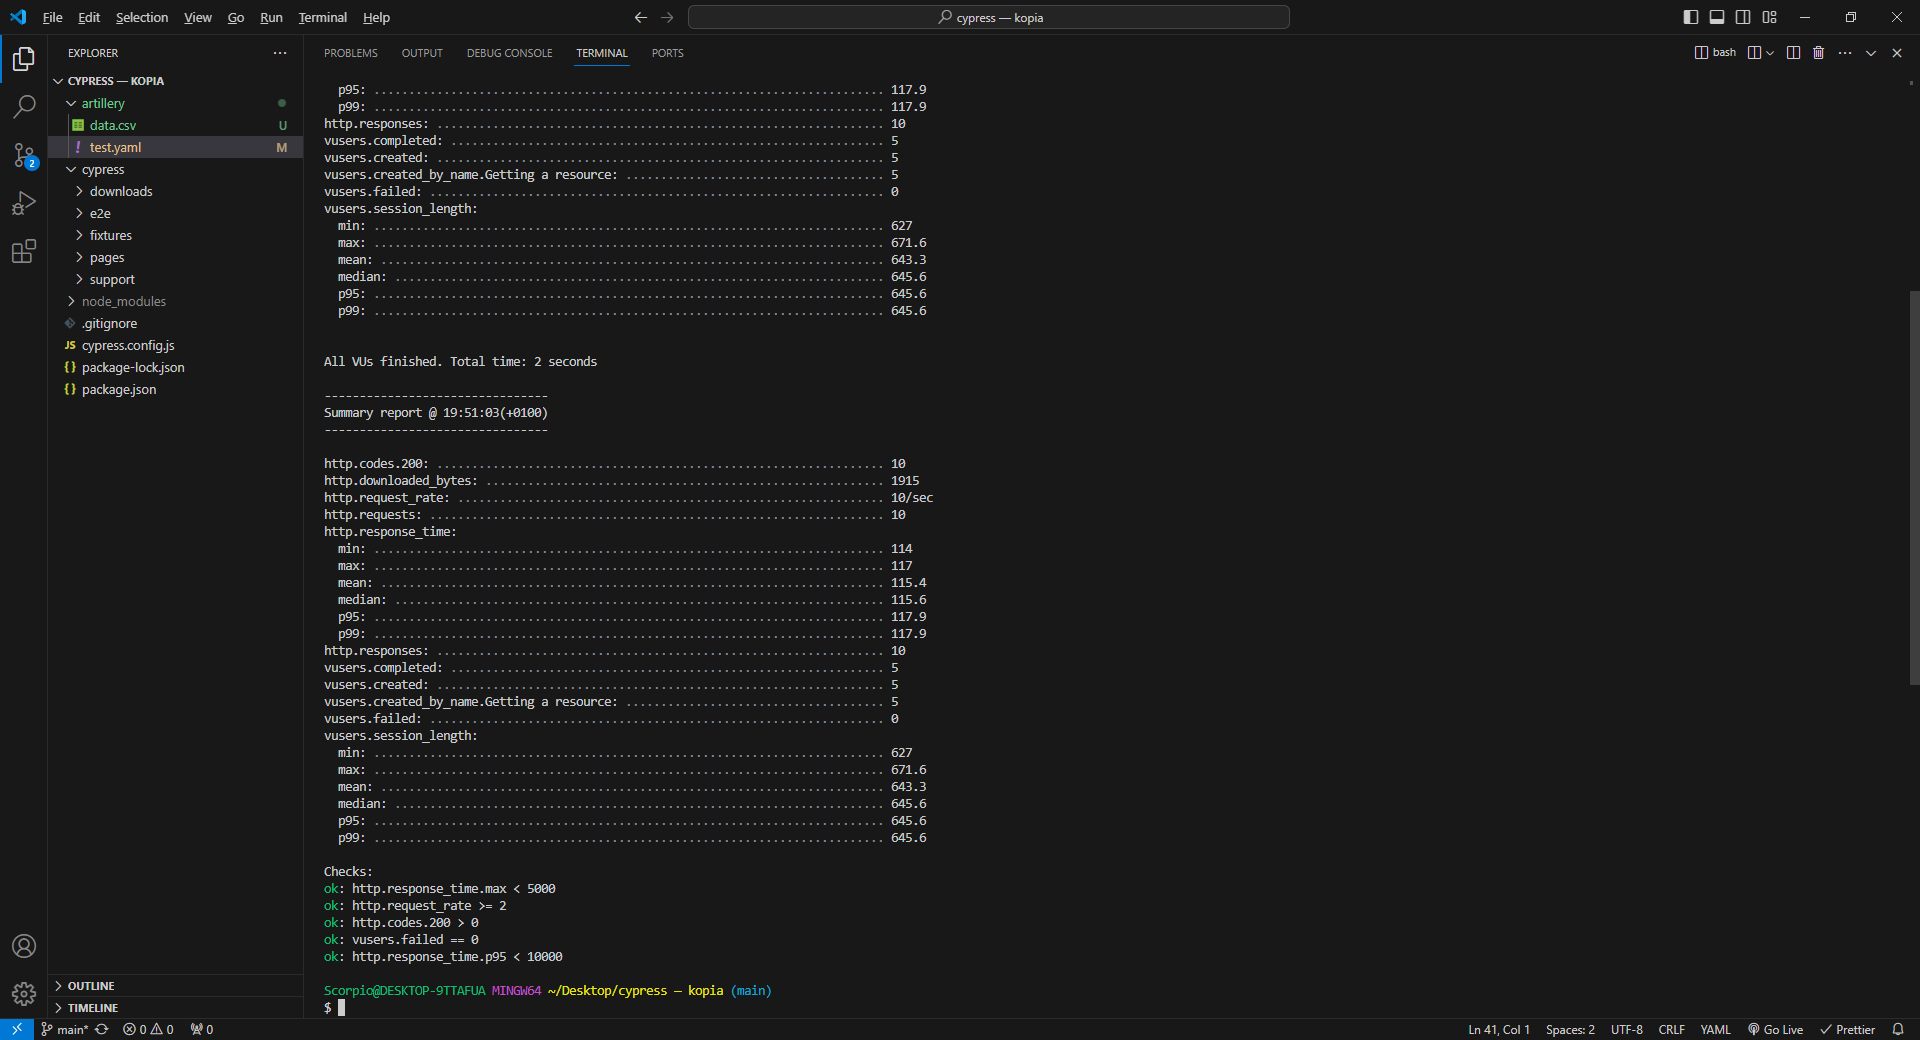 File Edit Selection View Go Run Terminal Help
cypress — kopia
EXPLORER
CYPRESS — KOPIA
artillery
data.csv U
test.yaml M
cypress
downloads
e2e
fixtures
pages
support
node_modules
.gitignore
JS cypress.config.js
{} package-lock.json
{} package.json
OUTLINE
TIMELINE
2
PROBLEMS OUTPUT DEBUG CONSOLE TERMINAL PORTS
bash
p95: ......................................................................... 117.9
p99: ......................................................................... 117.9
http.responses: ................................................................ 10
vusers.completed: .............................................................. 5
vusers.created: ................................................................ 5
vusers.created_by_name.Getting a resource: ..................................... 5
vusers.failed: ................................................................. 0
vusers.session_length:
min: ......................................................................... 627
max: ......................................................................... 671.6
mean: ........................................................................ 643.3
median: ...................................................................... 645.6
p95: ......................................................................... 645.6
p99: ......................................................................... 645.6
All VUs finished. Total time: 2 seconds
--------------------------------
Summary report @ 19:51:03(+0100)
--------------------------------
http.codes.200: ................................................................ 10
http.downloaded_bytes: ......................................................... 1915
http.request_rate: ............................................................. 10/sec
http.requests: ................................................................. 10
http.response_time:
min: ......................................................................... 114
max: ......................................................................... 117
mean: ........................................................................ 115.4
median: ...................................................................... 115.6
p95: ......................................................................... 117.9
p99: ......................................................................... 117.9
http.responses: ................................................................ 10
vusers.completed: .............................................................. 5
vusers.created: ................................................................ 5
vusers.created_by_name.Getting a resource: ..................................... 5
vusers.failed: ................................................................. 0
vusers.session_length:
min: ......................................................................... 627
max: ......................................................................... 671.6
mean: ........................................................................ 643.3
median: ...................................................................... 645.6
p95: ......................................................................... 645.6
p99: ......................................................................... 645.6
Checks:
ok: http.response_time.max < 5000
ok: http.request_rate >= 2
ok: http.codes.200 > 0
ok: vusers.failed == 0
ok: http.response_time.p95 < 10000
Scorpio@DESKTOP-9TTAFUA MINGW64 ~/Desktop/cypress — kopia (main)
$
main* 0 0 0 Ln 41, Col 1 Spaces: 2 UTF-8 CRLF YAML Go Live Prettier